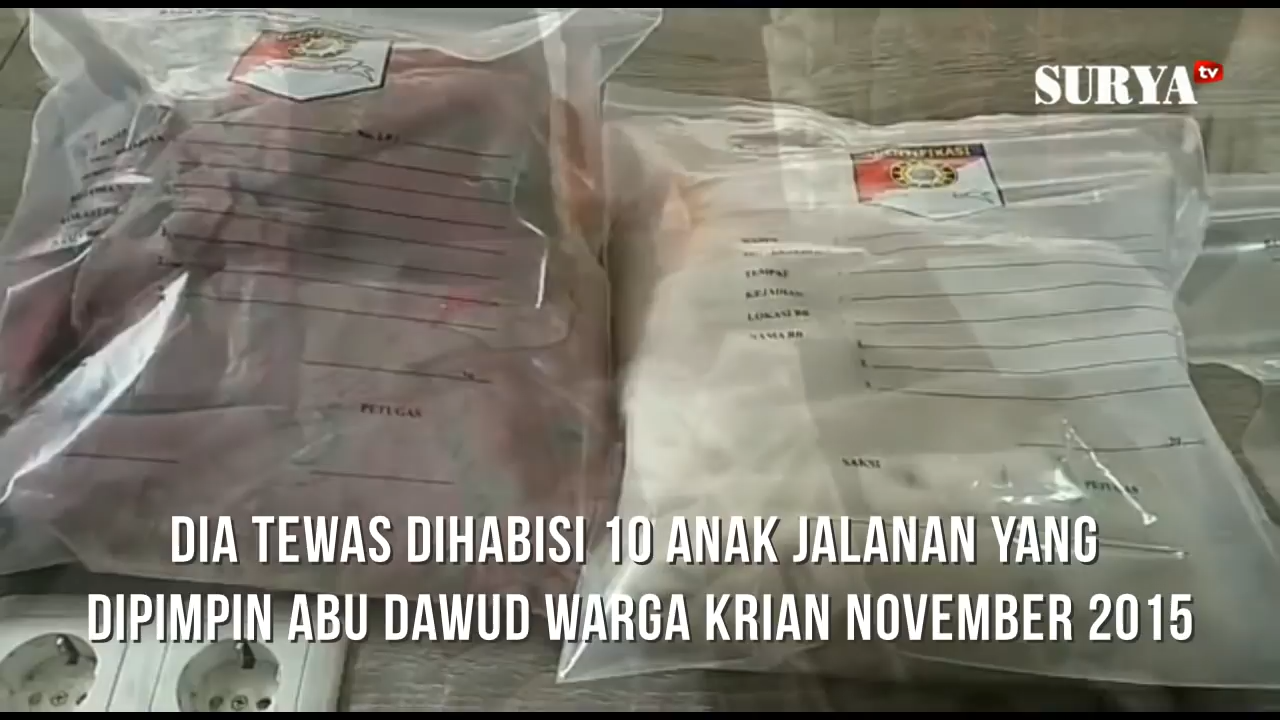 SURYA tv
IDENTIFIKASI
TEMPAT
KEJADIAN
LOKASI BB
NAMA BB
PETUGAS
SAKSI
PETUGAS
DIA TEWAS DIHABISI 10 ANAK JALANAN YANG
DIPIMPIN ABU DAWUD WARGA KRIAN NOVEMBER 2015